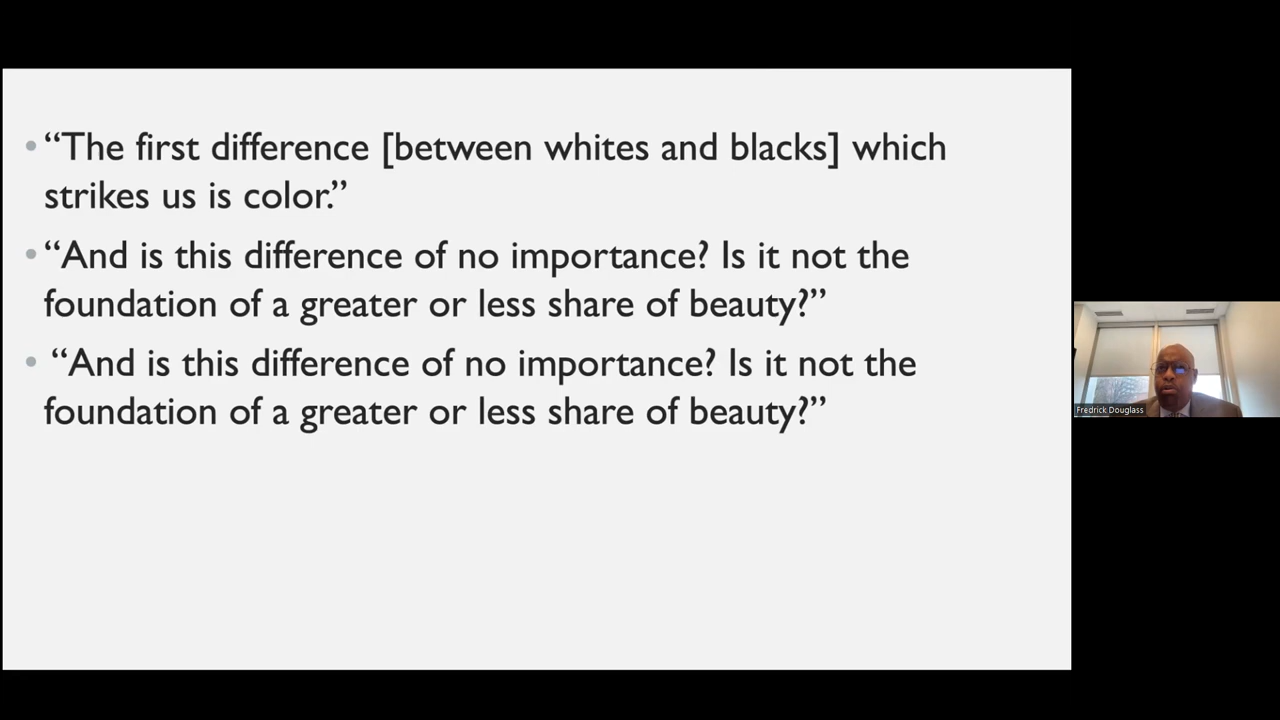 • “The first difference [between whites and blacks] which
strikes us is color.”
• “And is this difference of no importance? Is it not the
foundation of a greater or less share of beauty?”
• “And is this difference of no importance? Is it not the
foundation of a greater or less share of beauty?”
Fredrick Douglass